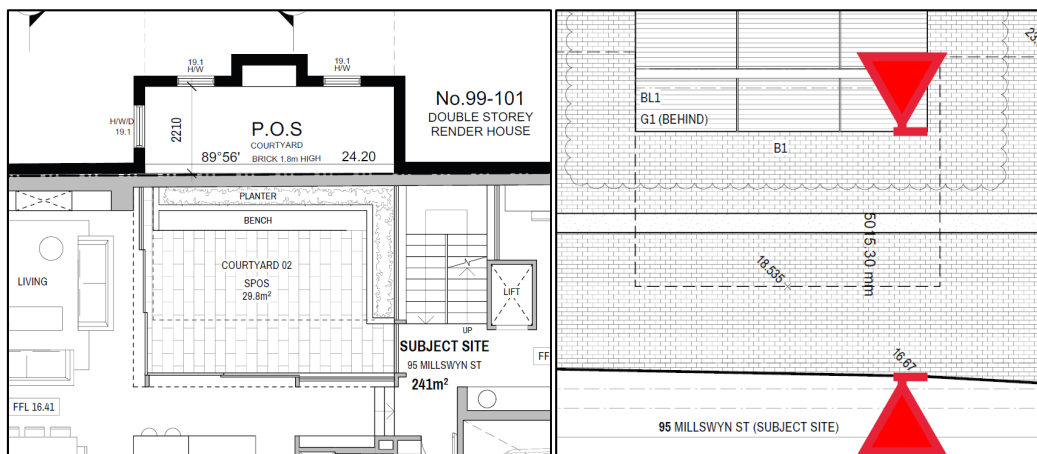 19.1
H/W
19.1
H/W
H/W/D
19.1
2210
No.99-101
DOUBLE STOREY
RENDER HOUSE
P.O.S
COURTYARD
89°56' BRICK 1.8m HIGH 24.20
PLANTER
BENCH
LIVING
COURTYARD 02
SPOS
29.8m²
LIFT
UP
SUBJECT SITE
95 MILLSWYN ST
241m²
FF
FFL 16.41
23.
BL1
G1 (BEHIND)
B1
5015.30 mm
18.535
16.67
95 MILLSWYN ST (SUBJECT SITE)